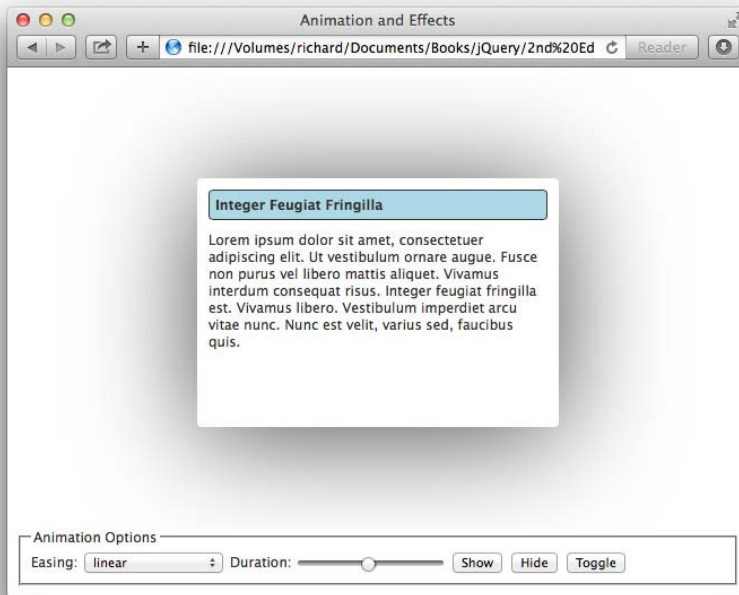 Animation and Effects
file:///Volumes/richard/Documents/Books/jQuery/2nd%20Ed
Reader
Integer Feugiat Fringilla
Lorem ipsum dolor sit amet, consectetuer
adipiscing elit. Ut vestibulum ornare augue. Fusce
non purus vel libero mattis aliquet. Vivamus
interdum consequat risus. Integer feugiat fringilla
est. Vivamus libero. Vestibulum imperdiet arcu
vitae nunc. Nunc est velit, varius sed, faucibus
quis.
Animation Options
Easing: linear Duration: Show Hide Toggle